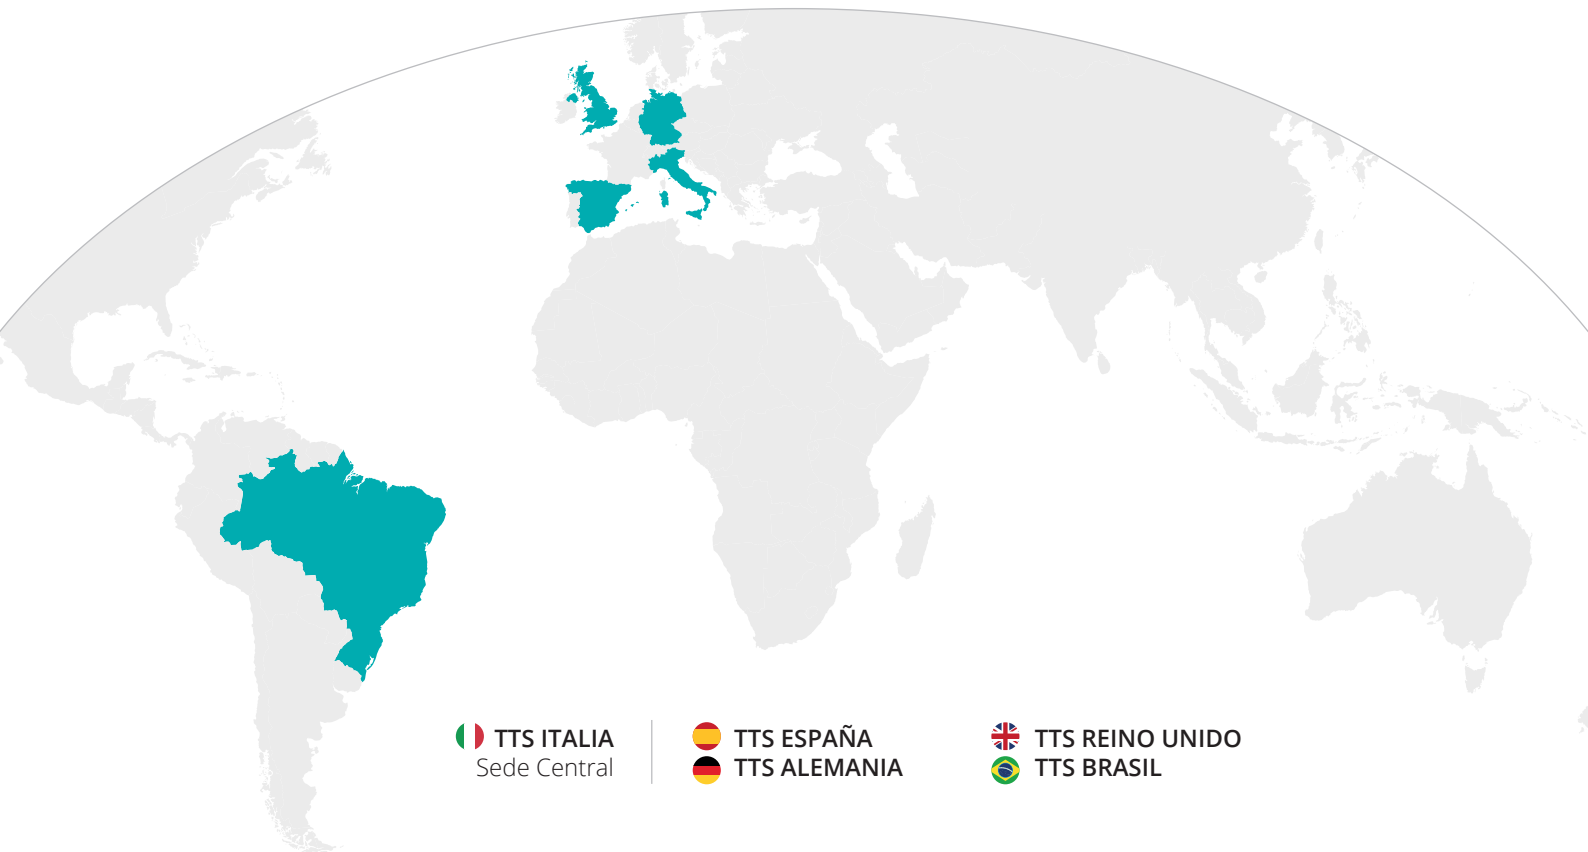 TTS ITALIA
Sede Central
TTS ESPAÑA
TTS ALEMANIA
TTS REINO UNIDO
TTS BRASIL